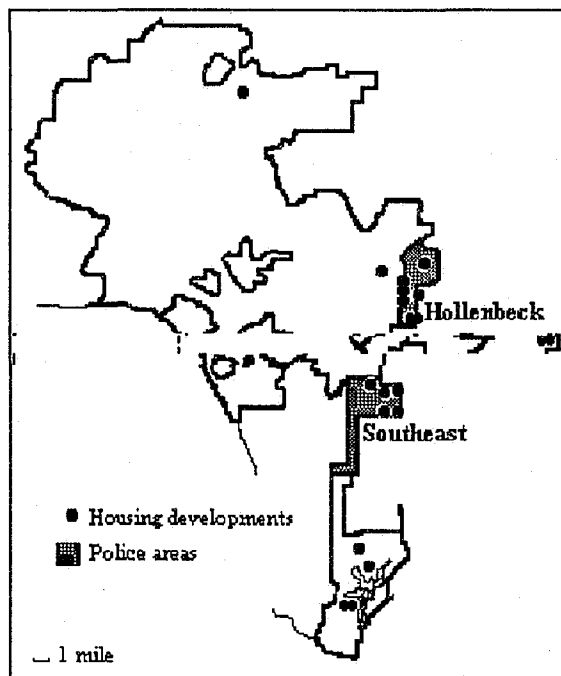 Hollenbeck
Southeast
Housing developments
Police areas
1 mile